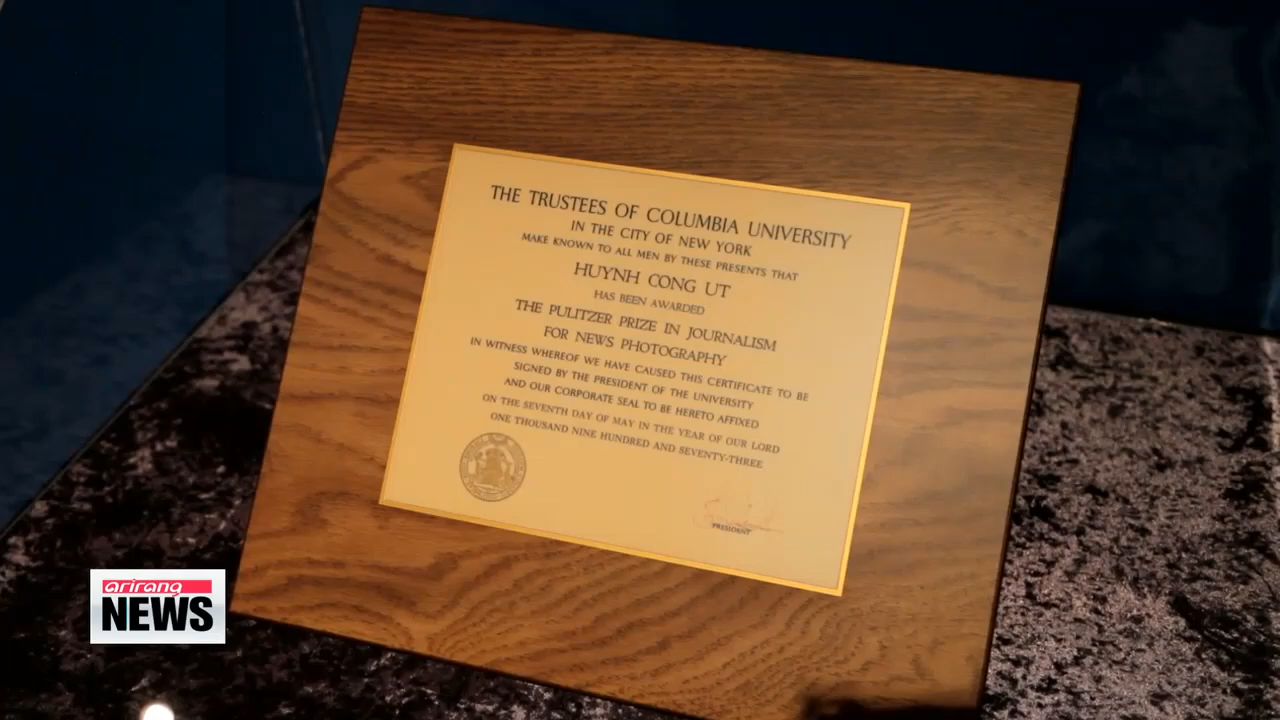 THE TRUSTEES OF COLUMBIA UNIVERSITY
IN THE CITY OF NEW YORK
MAKE KNOWN TO ALL MEN BY THESE PRESENTS THAT
HUYNH CONG UT
HAS BEEN AWARDED
THE PULITZER PRIZE IN JOURNALISM
FOR NEWS PHOTOGRAPHY
IN WITNESS WHEREOF WE HAVE CAUSED THIS CERTIFICATE TO BE
SIGNED BY THE PRESIDENT OF THE UNIVERSITY
AND OUR CORPORATE SEAL TO BE HERETO AFFIXED
ON THE SEVENTH DAY OF MAY IN THE YEAR OF OUR LORD
ONE THOUSAND NINE HUNDRED AND SEVENTY-THREE
PRESIDENT
arirang
NEWS